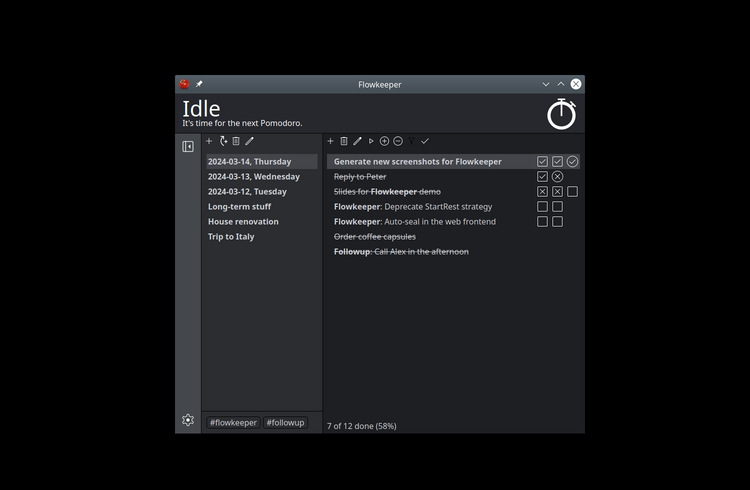 Flowkeeper
Idle
It's time for the next Pomodoro.
2024-03-14, Thursday
2024-03-13, Wednesday
2024-03-12, Tuesday
Long-term stuff
House renovation
Trip to Italy
#flowkeeper #followup
Generate new screenshots for Flowkeeper
Reply to Peter
Slides for Flowkeeper demo
Flowkeeper: Deprecate StartRest strategy
Flowkeeper: Auto-seal in the web frontend
Order coffee capsules
Followup: Call Alex in the afternoon
7 of 12 done (58%)